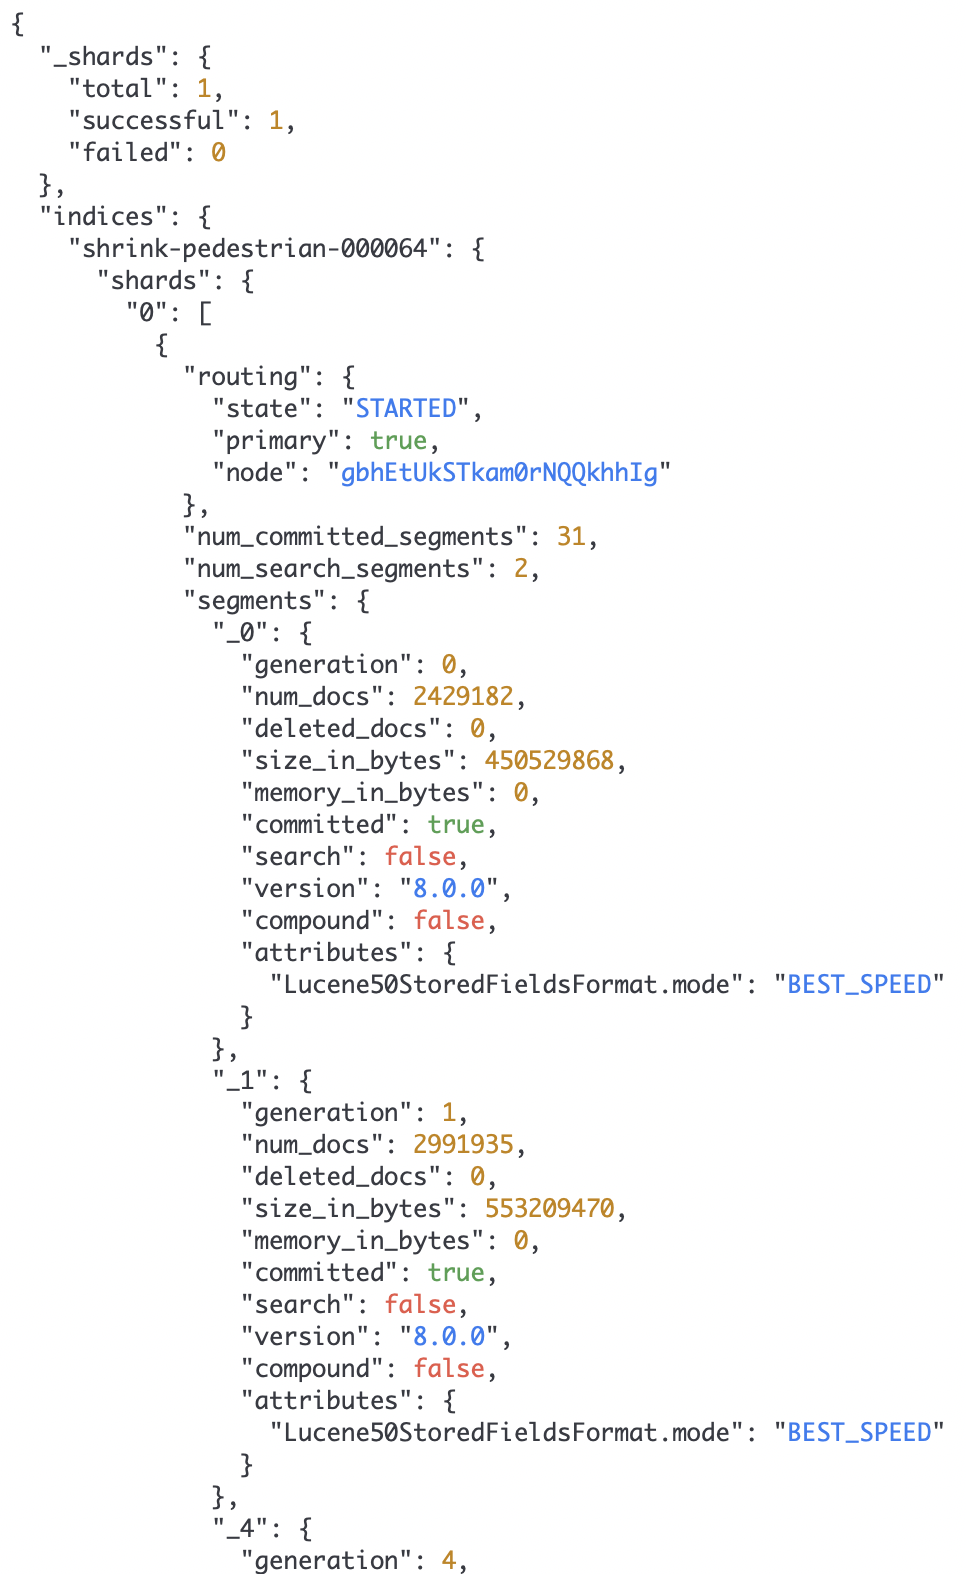 {
"_shards": {
"total": 1,
"successful": 1,
"failed": 0
},
"indices": {
"shrink-pedestrian-000064": {
"shards": {
"0": [
{
"routing": {
"state": "STARTED",
"primary": true,
"node": "gbhEtUkSTkam0rNQQkhhIg"
},
"num_committed_segments": 31,
"num_search_segments": 2,
"segments": {
"_0": {
"generation": 0,
"num_docs": 2429182,
"deleted_docs": 0,
"size_in_bytes": 450529868,
"memory_in_bytes": 0,
"committed": true,
"search": false,
"version": "8.0.0",
"compound": false,
"attributes": {
"Lucene50StoredFieldsFormat.mode": "BEST_SPEED"
}
},
"_1": {
"generation": 1,
"num_docs": 2991935,
"deleted_docs": 0,
"size_in_bytes": 553209470,
"memory_in_bytes": 0,
"committed": true,
"search": false,
"version": "8.0.0",
"compound": false,
"attributes": {
"Lucene50StoredFieldsFormat.mode": "BEST_SPEED"
}
},
"_4": {
"generation": 4,